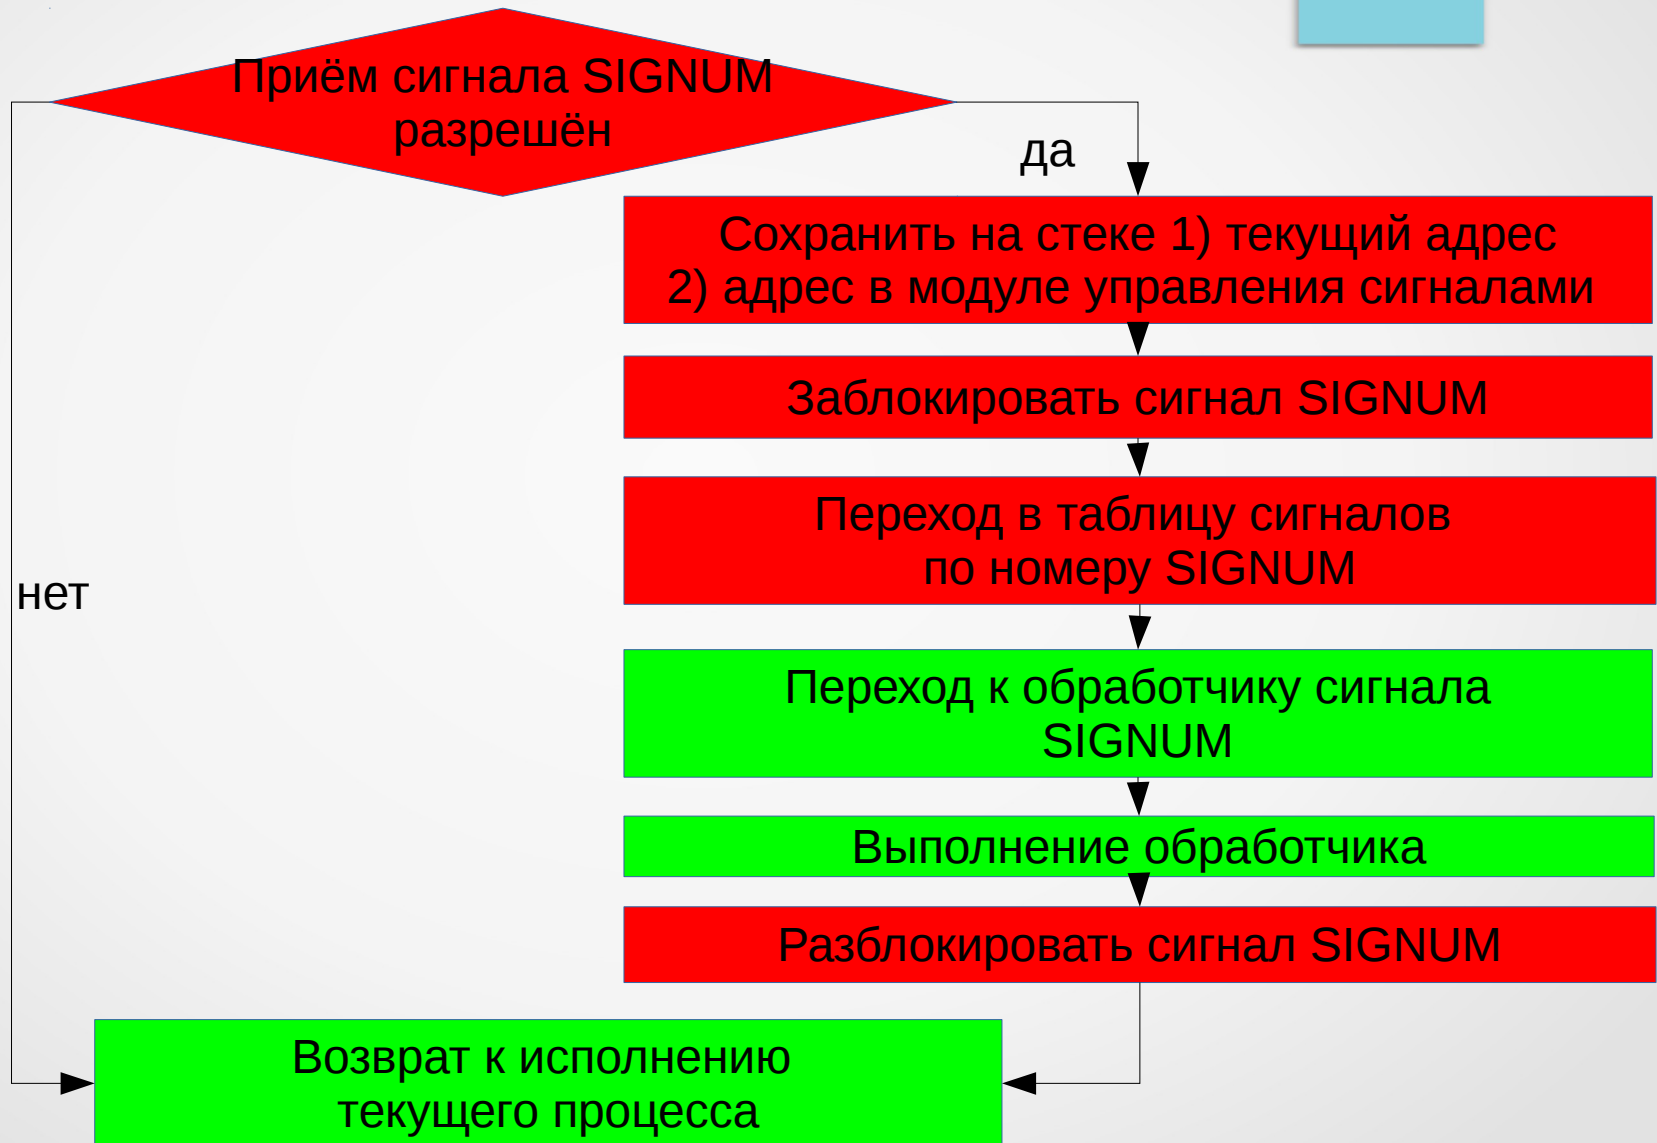 Приём сигнала SIGNUM
разрешён
да
Сохранить на стеке 1) текущий адрес
2) адрес в модуле управления сигналами
Заблокировать сигнал SIGNUM
Переход в таблицу сигналов
по номеру SIGNUM
нет
Переход к обработчику сигнала
SIGNUM
Выполнение обработчика
Разблокировать сигнал SIGNUM
Возврат к исполнению
текущего процесса